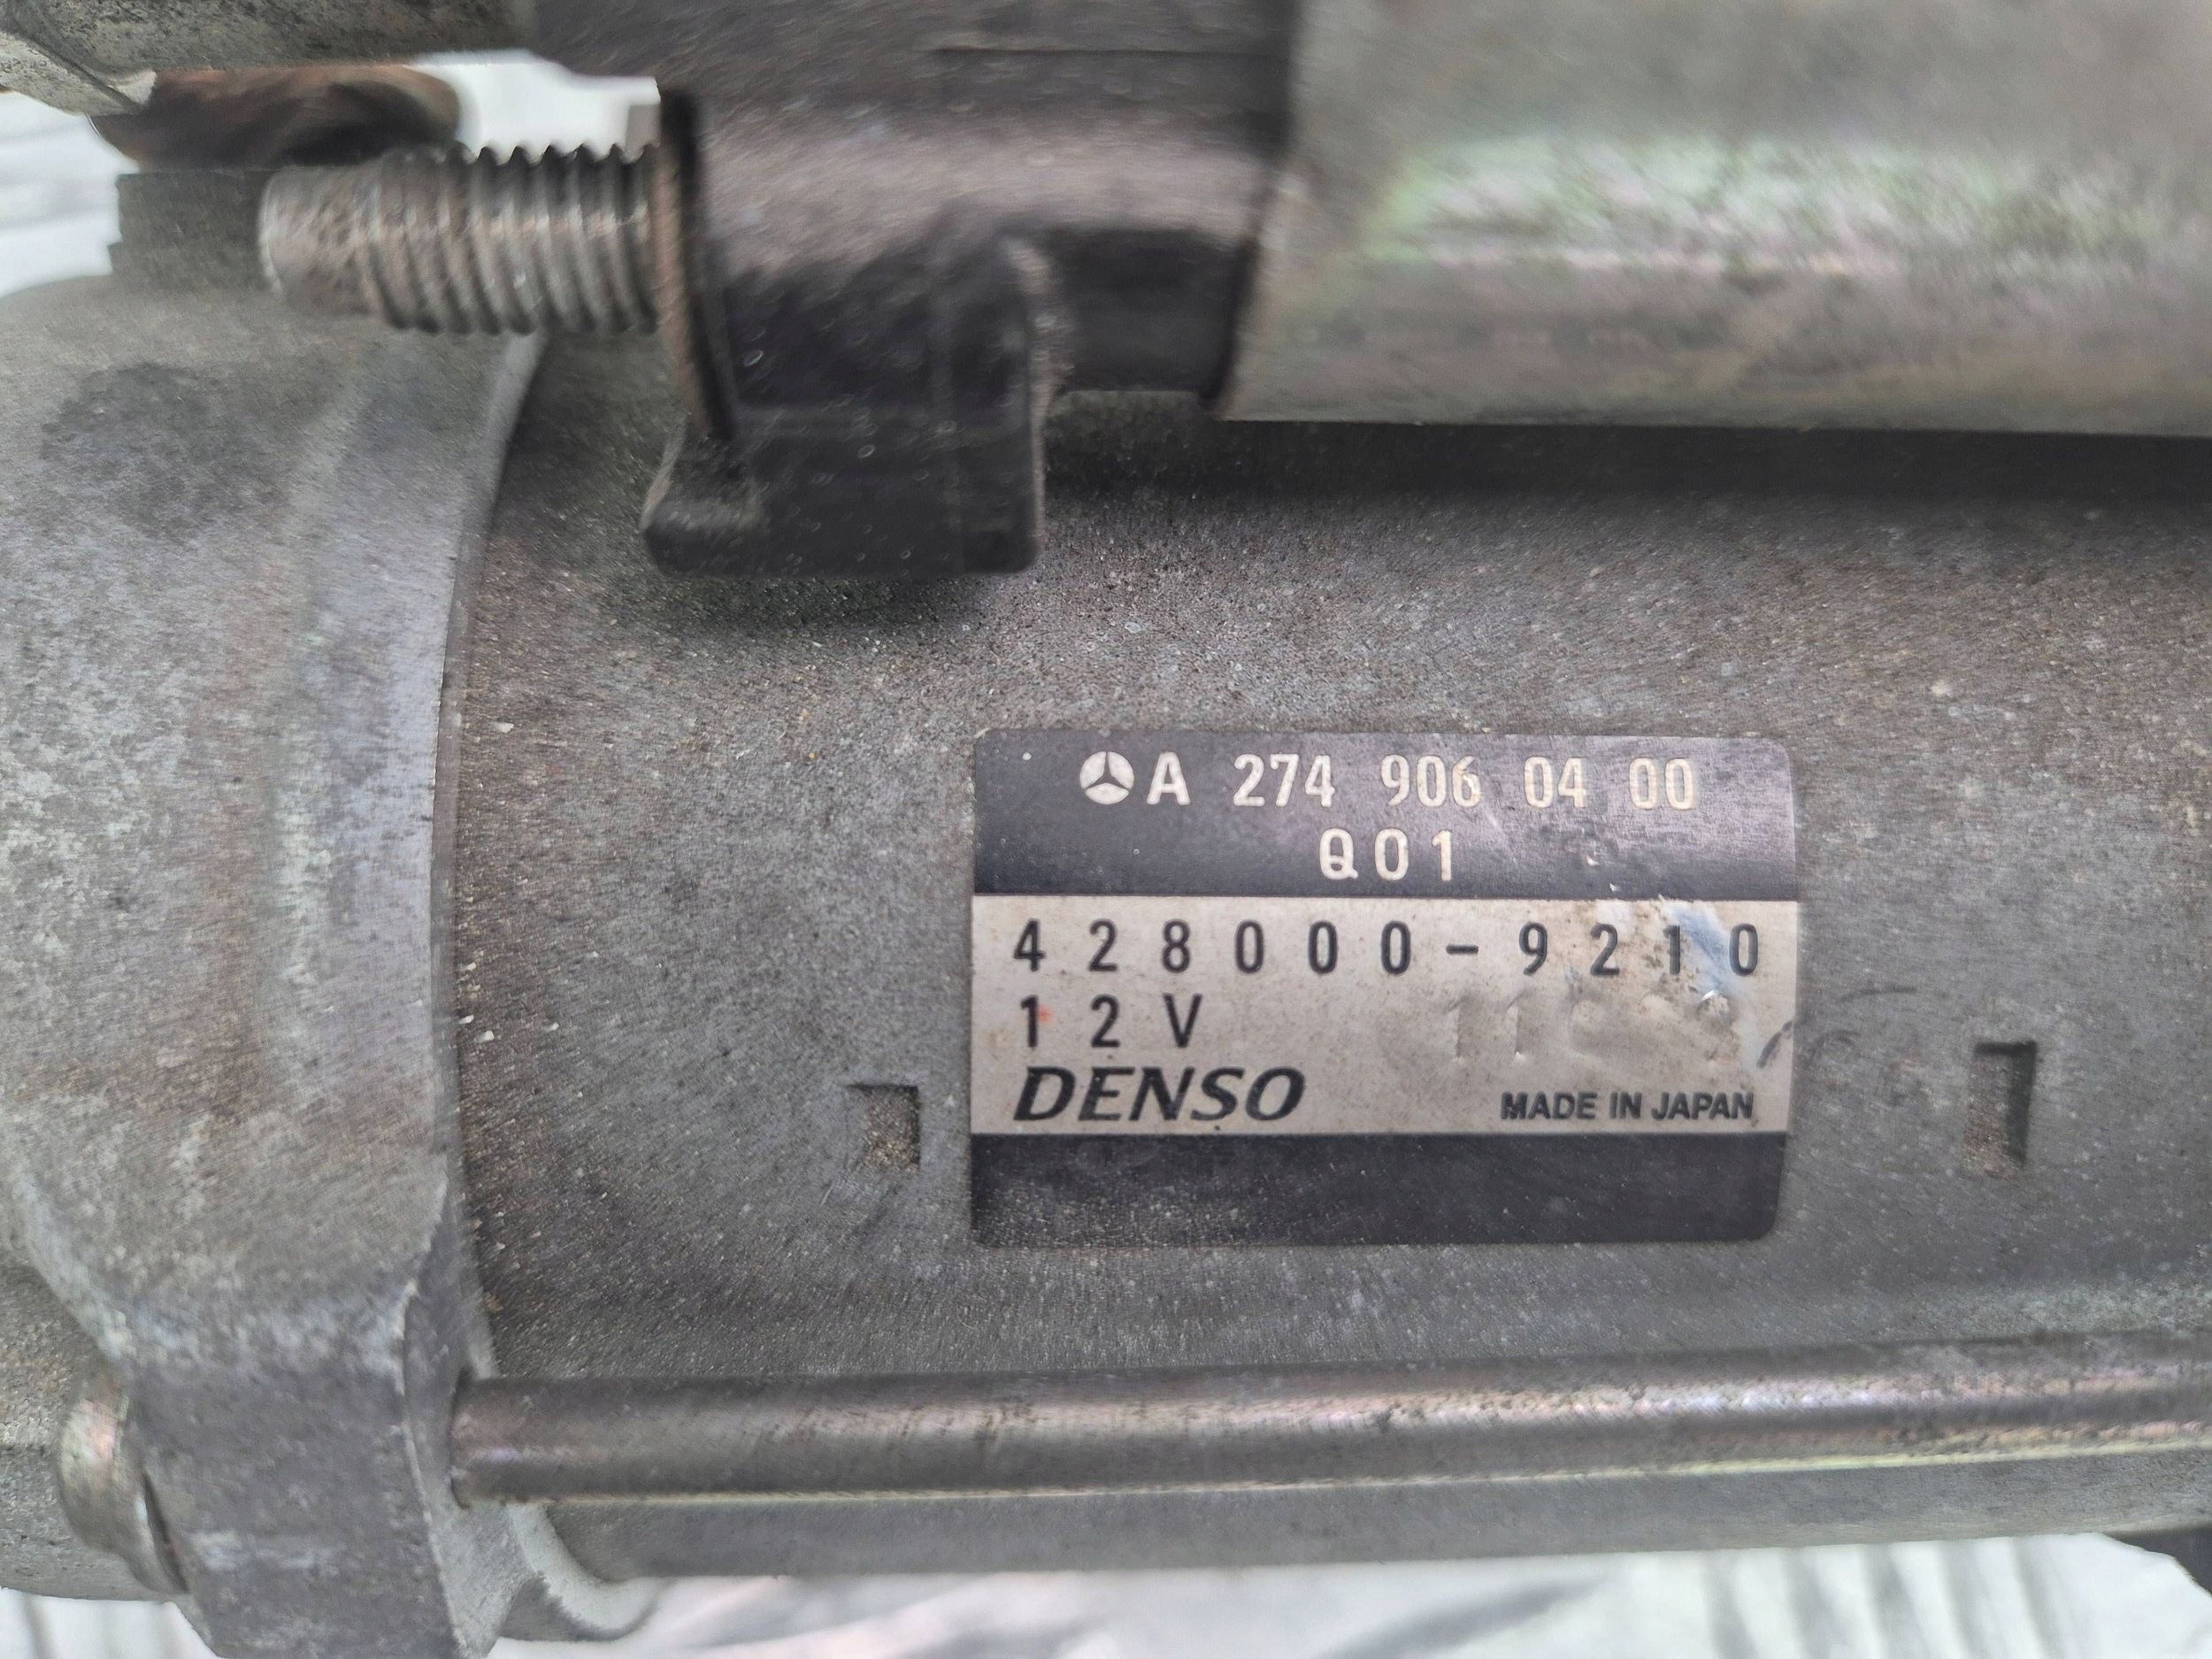 A 274 906 04 00
Q01
428000-9210
12V
DENSO
MADE IN JAPAN